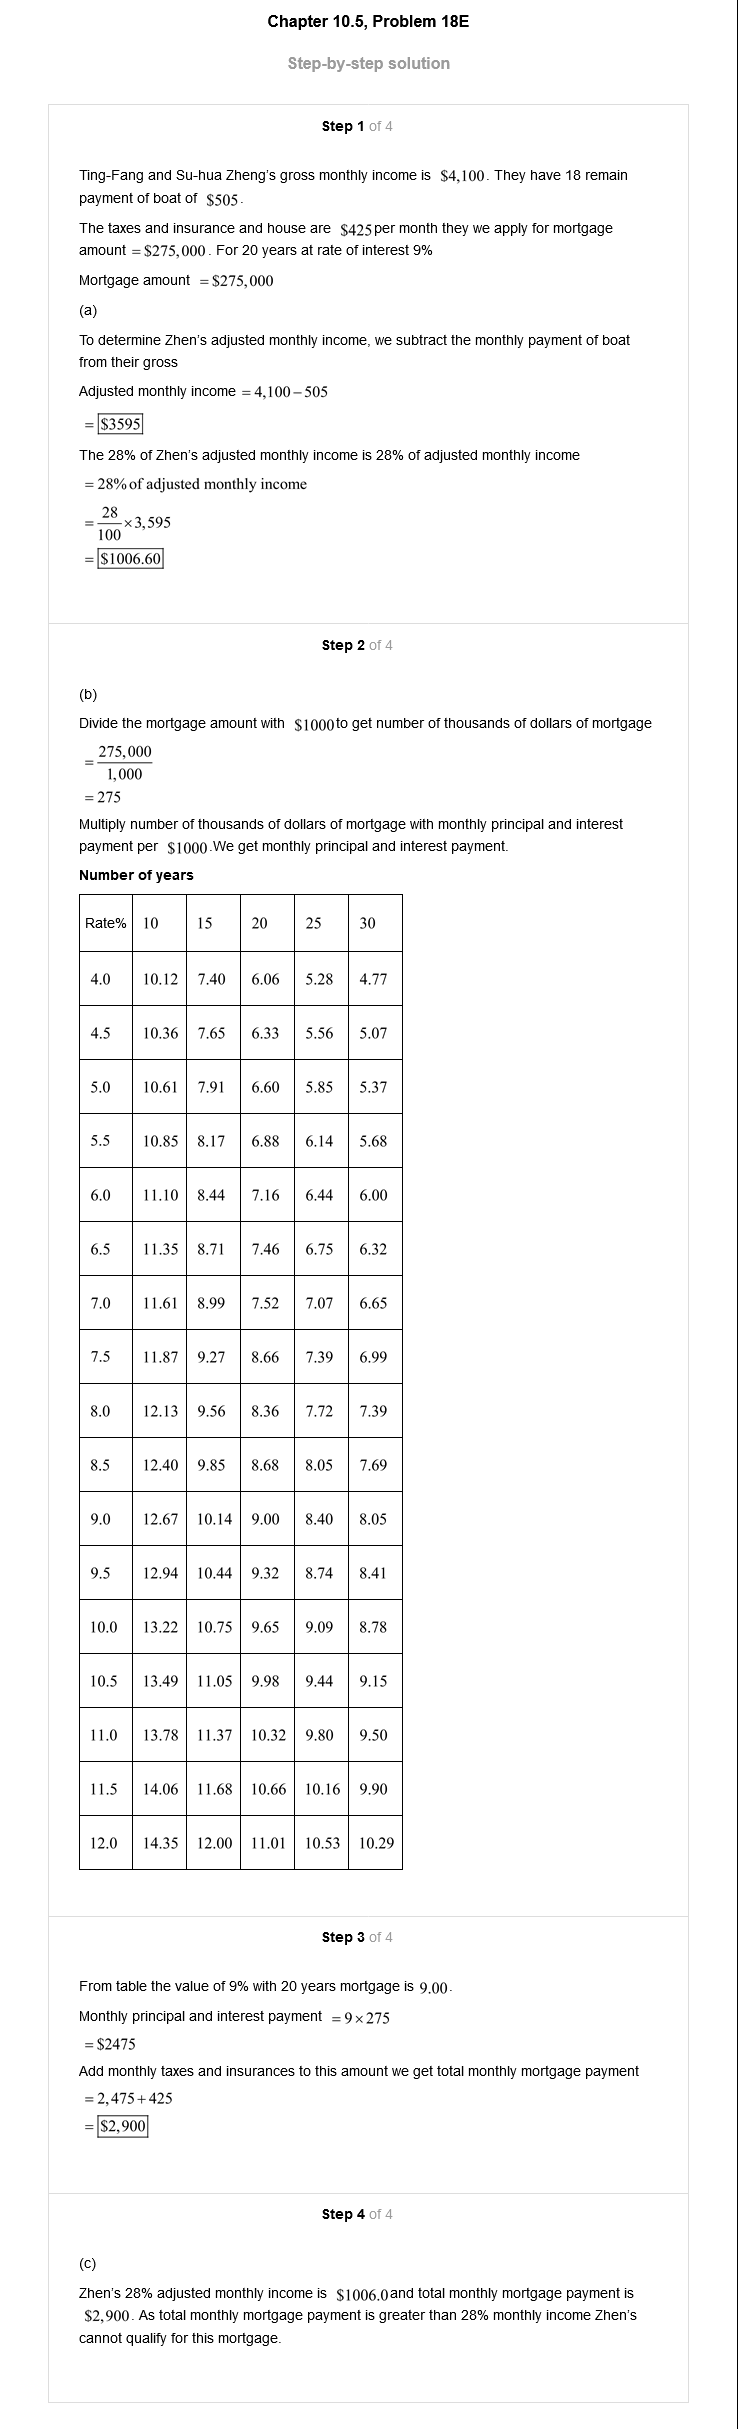 Chapter 10.5, Problem 18E
Step-by-step solution
Step 1 of 4
Ting-Fang and Su-hua Zheng's gross monthly income is $4,100. They have 18 remain
payment of boat of $505.
The taxes and insurance and house are $425 per month they we apply for mortgage
amount = $275,000. For 20 years at rate of interest 9%
Mortgage amount = $275,000
(a)
To determine Zhen's adjusted monthly income, we subtract the monthly payment of boat
from their gross
Adjusted monthly income = 4,100 – 505
= $3595
The 28% of Zhen's adjusted monthly income is 28% of adjusted monthly income
= 28% of adjusted monthly income
= 28/100 × 3,595
= $1006.60
Step 2 of 4
(b)
Divide the mortgage amount with $1000 to get number of thousands of dollars of mortgage
= 275,000/1,000
= 275
Multiply number of thousands of dollars of mortgage with monthly principal and interest
payment per $1000. We get monthly principal and interest payment.
Number of years
Rate% 10 15 20 25 30
4.0 10.12 7.40 6.06 5.28 4.77
4.5 10.36 7.65 6.33 5.56 5.07
5.0 10.61 7.91 6.60 5.85 5.37
5.5 10.85 8.17 6.88 6.14 5.68
6.0 11.10 8.44 7.16 6.44 6.00
6.5 11.35 8.71 7.46 6.75 6.32
7.0 11.61 8.99 7.52 7.07 6.65
7.5 11.87 9.27 8.66 7.39 6.99
8.0 12.13 9.56 8.36 7.72 7.39
8.5 12.40 9.85 8.68 8.05 7.69
9.0 12.67 10.14 9.00 8.40 8.05
9.5 12.94 10.44 9.32 8.74 8.41
10.0 13.22 10.75 9.65 9.09 8.78
10.5 13.49 11.05 9.98 9.44 9.15
11.0 13.78 11.37 10.32 9.80 9.50
11.5 14.06 11.68 10.66 10.16 9.90
12.0 14.35 12.00 11.01 10.53 10.29
Step 3 of 4
From table the value of 9% with 20 years mortgage is 9.00.
Monthly principal and interest payment = 9 × 275
= $2475
Add monthly taxes and insurances to this amount we get total monthly mortgage payment
= 2,475 + 425
= $2,900
Step 4 of 4
(c)
Zhen's 28% adjusted monthly income is $1006.0 and total monthly mortgage payment is
$2,900. As total monthly mortgage payment is greater than 28% monthly income Zhen's
cannot qualify for this mortgage.